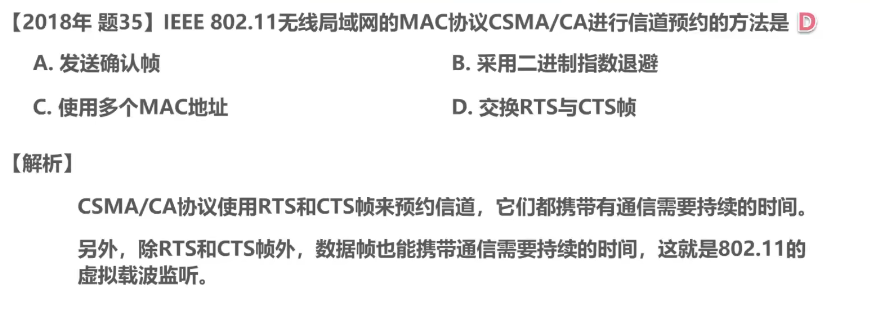 【2018年 题35】IEEE 802.11无线局域网的MAC协议CSMA/CA进行信道预约的方法是 D
A. 发送确认帧 B. 采用二进制指数退避
C. 使用多个MAC地址 D. 交换RTS与CTS帧
【解析】
CSMA/CA协议使用RTS和CTS帧来预约信道，它们都携带有通信需要持续的时间。
另外，除RTS和CTS帧外，数据帧也能携带通信需要持续的时间，这就是802.11的
虚拟载波监听。